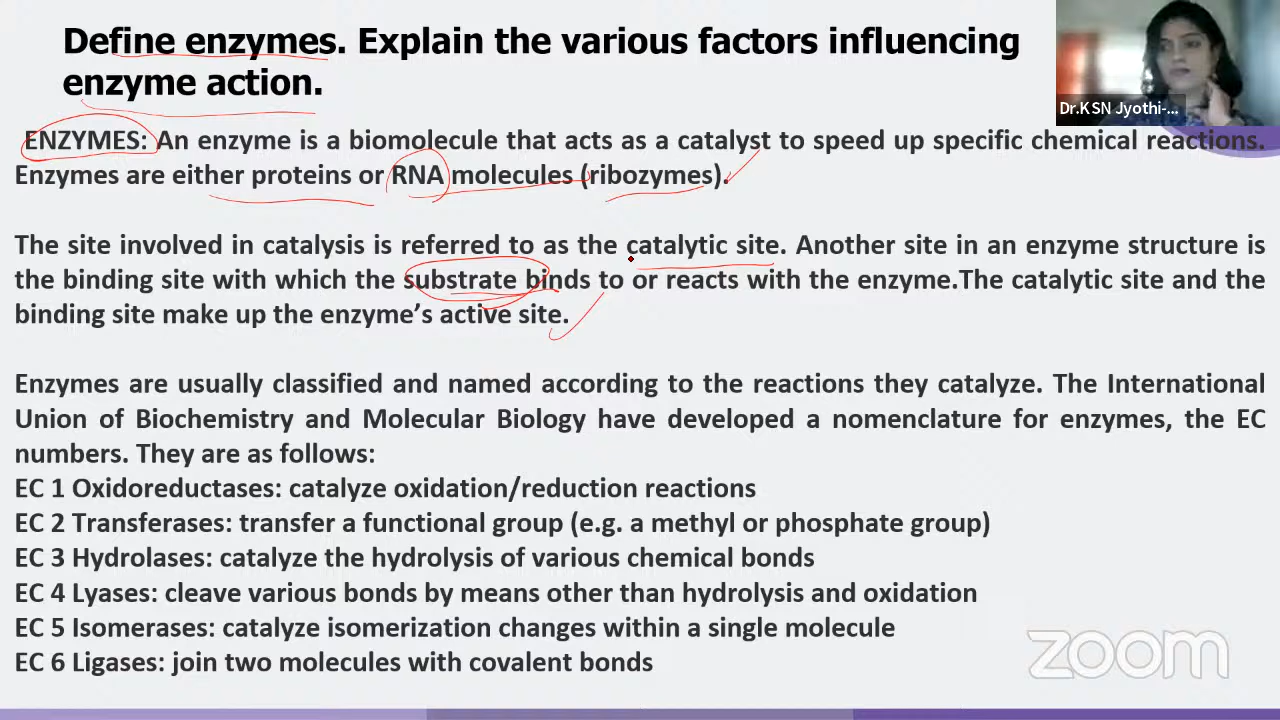 Define enzymes. Explain the various factors influencing
enzyme action.
Dr.K SN Jyothi-...
ENZYMES: An enzyme is a biomolecule that acts as a catalyst to speed up specific chemical reactions.
Enzymes are either proteins or RNA molecules (ribozymes).
The site involved in catalysis is referred to as the catalytic site. Another site in an enzyme structure is
the binding site with which the substrate binds to or reacts with the enzyme.The catalytic site and the
binding site make up the enzyme’s active site.
Enzymes are usually classified and named according to the reactions they catalyze. The International
Union of Biochemistry and Molecular Biology have developed a nomenclature for enzymes, the EC
numbers. They are as follows:
EC 1 Oxidoreductases: catalyze oxidation/reduction reactions
EC 2 Transferases: transfer a functional group (e.g. a methyl or phosphate group)
EC 3 Hydrolases: catalyze the hydrolysis of various chemical bonds
EC 4 Lyases: cleave various bonds by means other than hydrolysis and oxidation
EC 5 Isomerases: catalyze isomerization changes within a single molecule
EC 6 Ligases: join two molecules with covalent bonds
zoom